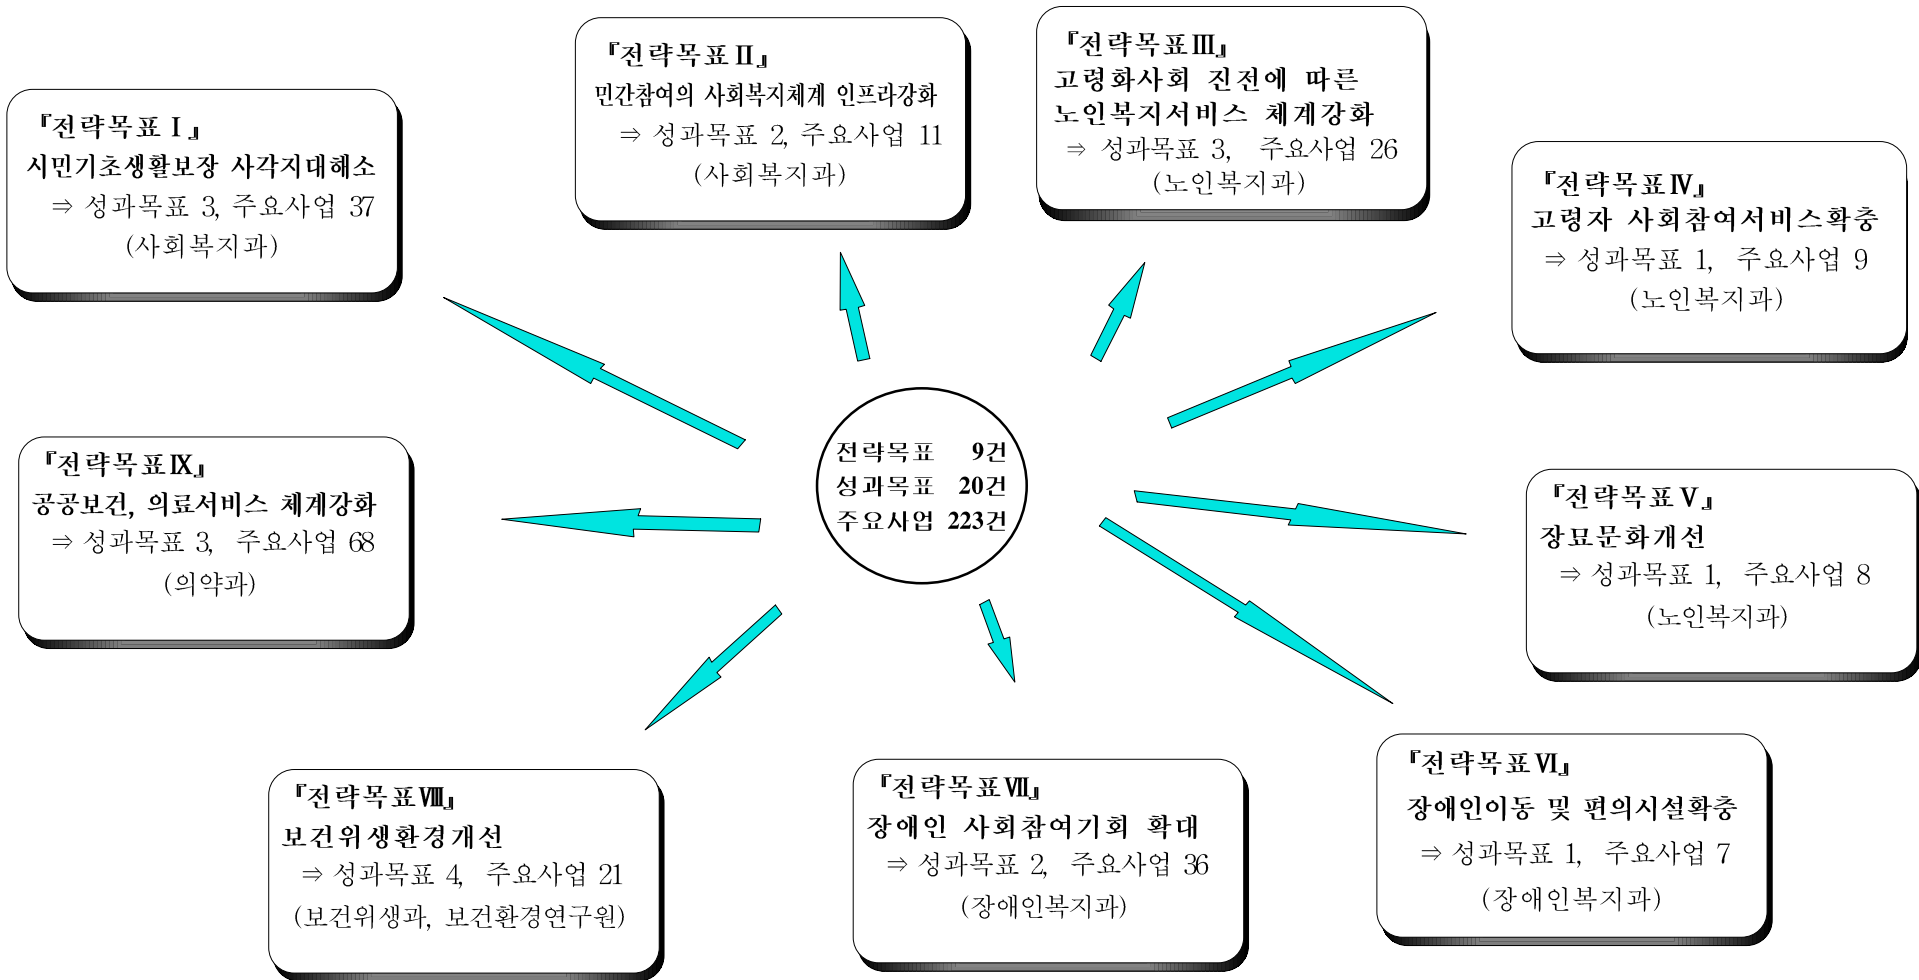 『전략목표Ⅰ』
시민기초생활보장 사각지대해소
⇒ 성과목표 3, 주요사업 37
(사회복지과)
『전략목표Ⅱ』
민간참여의 사회복지체계 인프라강화
⇒ 성과목표 2, 주요사업 11
(사회복지과)
『전략목표Ⅲ』
고령화사회 진전에 따른
노인복지서비스 체계강화
⇒ 성과목표 3, 주요사업 26
(노인복지과)
『전략목표Ⅳ』
고령자 사회참여서비스확충
⇒ 성과목표 1, 주요사업 9
(노인복지과)
전략목표 9건
성과목표 20건
주요사업 223건
『전략목표Ⅴ』
장묘문화개선
⇒ 성과목표 1, 주요사업 8
(노인복지과)
『전략목표Ⅵ』
장애인이동 및 편의시설확충
⇒ 성과목표 1, 주요사업 7
(장애인복지과)
『전략목표Ⅶ』
장애인 사회참여기회 확대
⇒ 성과목표 2, 주요사업 36
(장애인복지과)
『전략목표Ⅷ』
보건위생환경개선
⇒ 성과목표 4, 주요사업 21
(보건위생과, 보건환경연구원)
『전략목표Ⅸ』
공공보건, 의료서비스 체계강화
⇒ 성과목표 3, 주요사업 68
(의약과)